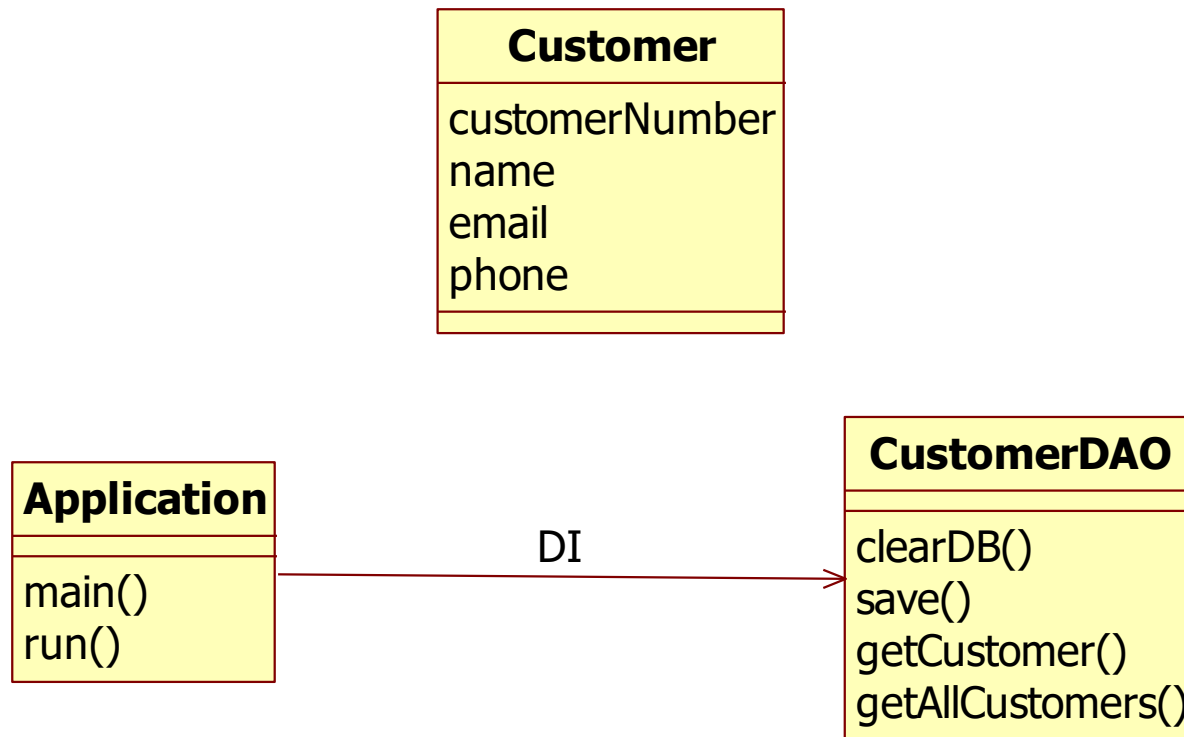 Customer
customerNumber
name
email
phone
Application
main()
run()
DI
CustomerDAO
clearDB()
save()
getCustomer()
getAllCustomers()